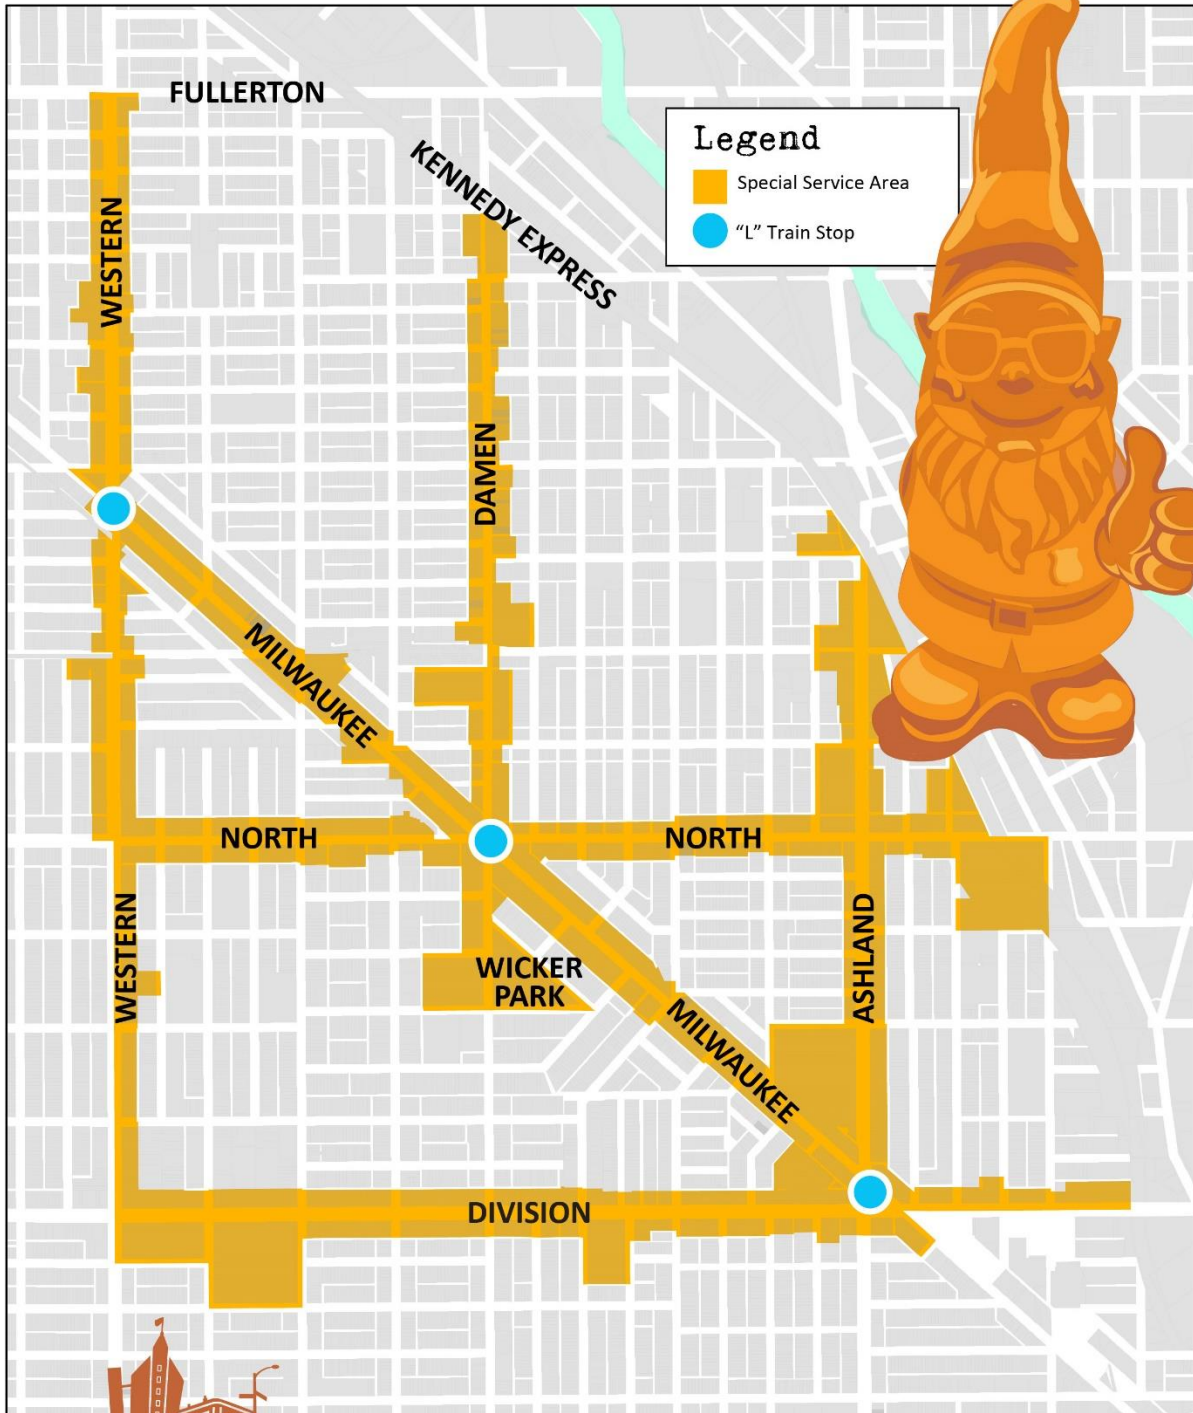 FULLERTON
Legend
Special Service Area
"L" Train Stop
KENNEDY EXPRESS
WESTERN
DAMEN
MILWAUKEE
NORTH
NORTH
WESTERN
WICKER
PARK
ASHLAND
MILWAUKEE
DIVISION